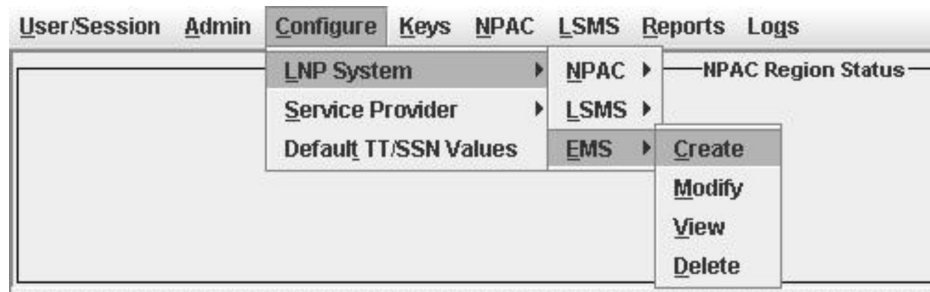 User/Session Admin Configure Keys NPAC LSMS Reports Logs
LNP System NPAC NPAC Region Status
Service Provider LSMS
Default TT/SSN Values EMS Create
Modify
View
Delete